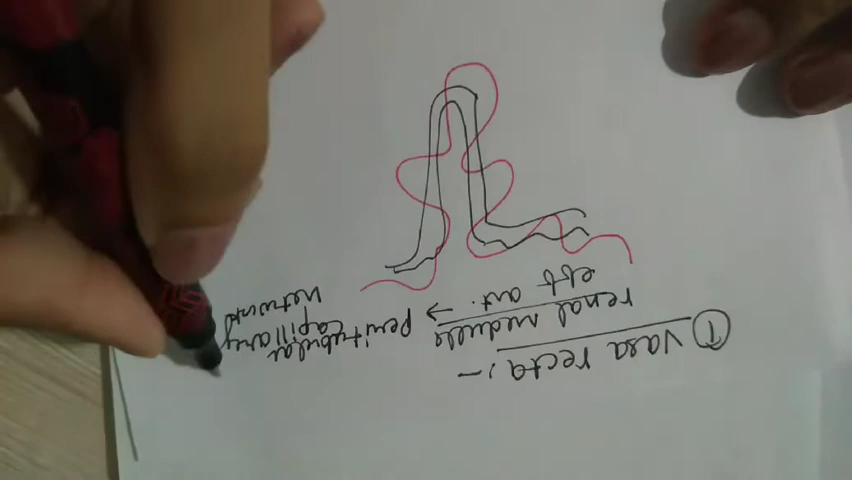 ① Vasa recta :-
renal medulla
eff art. → peritubular
capillary
network